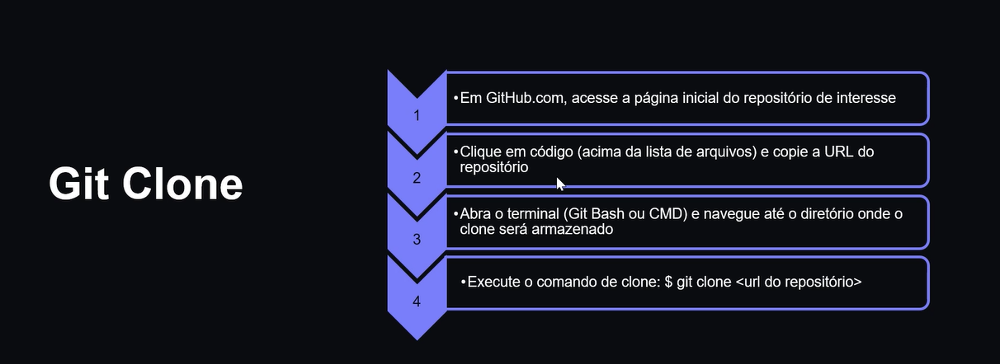 Git Clone
1
•Em GitHub.com, acesse a página inicial do repositório de interesse
2
•Clique em código (acima da lista de arquivos) e copie a URL do
repositório
3
•Abra o terminal (Git Bash ou CMD) e navegue até o diretório onde o
clone será armazenado
4
•Execute o comando de clone: $ git clone <url do repositório>